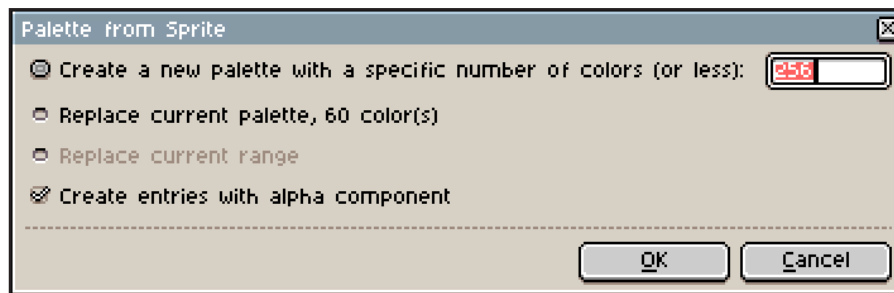 Palette from Sprite
Create a new palette with a specific number of colors (or less): 256
Replace current palette, 60 color(s)
Replace current range
Create entries with alpha component
OK Cancel